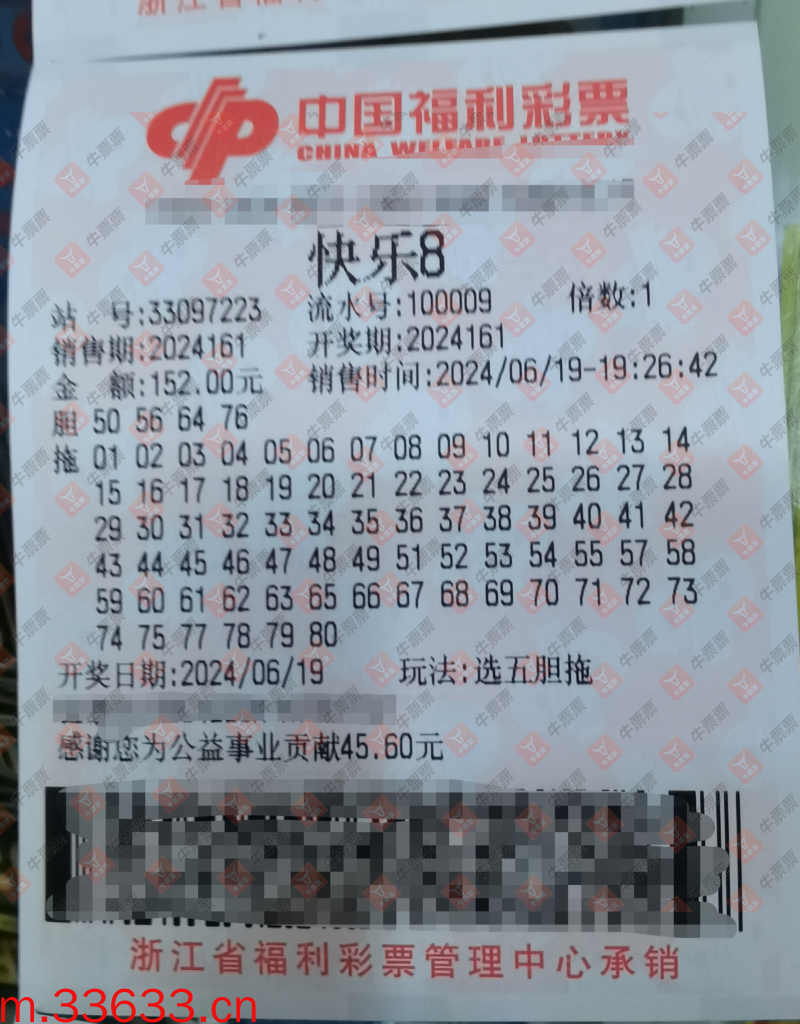 浙江省福利
中国福利彩票
CHINA WELFARE LOTTERY
快乐8
站 号:33097223 流水号:100009 倍数:1
销售期:2024161 开奖期:2024161
金 额:152.00元 销售时间:2024/06/19-19:26:42
胆 50 56 64 76
拖 01 02 03 04 05 06 07 08 09 10 11 12 13 14
15 16 17 18 19 20 21 22 23 24 25 26 27 28
29 30 31 32 33 34 35 36 37 38 39 40 41 42
43 44 45 46 47 48 49 51 52 53 54 55 57 58
59 60 61 62 63 65 66 67 68 69 70 71 72 73
74 75 77 78 79 80
开奖日期:2024/06/19 玩法:选五胆拖
感谢您为公益事业贡献45.60元
浙江省福利彩票管理中心承销
m.33633.cn
牛票票